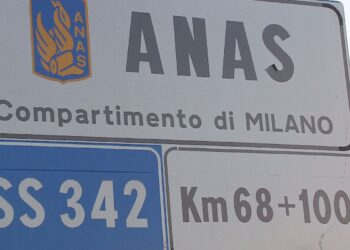 ANAS
ANAS
Compartimento di MILANO
SS 342
Km 68+100